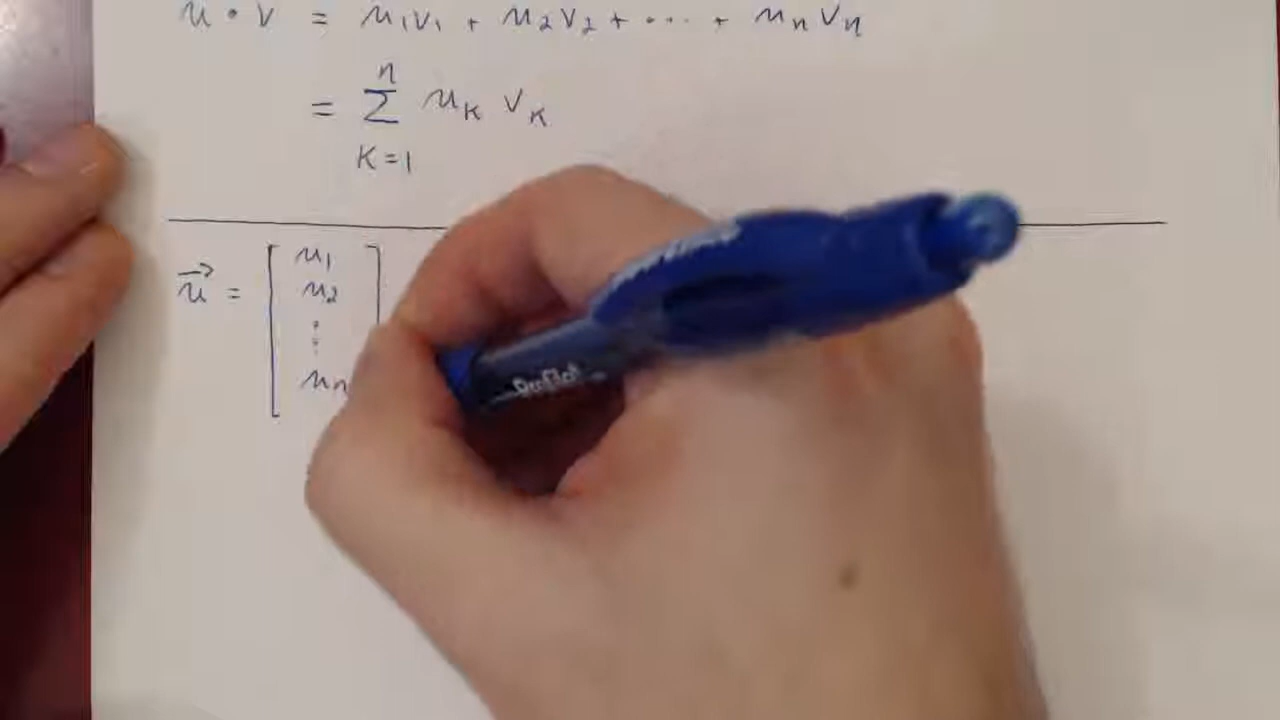 u • v = u₁v₁ + u₂v₂ + ⋯ + uₙvₙ
= Σ uₖ vₖ
n
K=1
u⃗ = [ u₁
u₂
⋮
uₙ ]